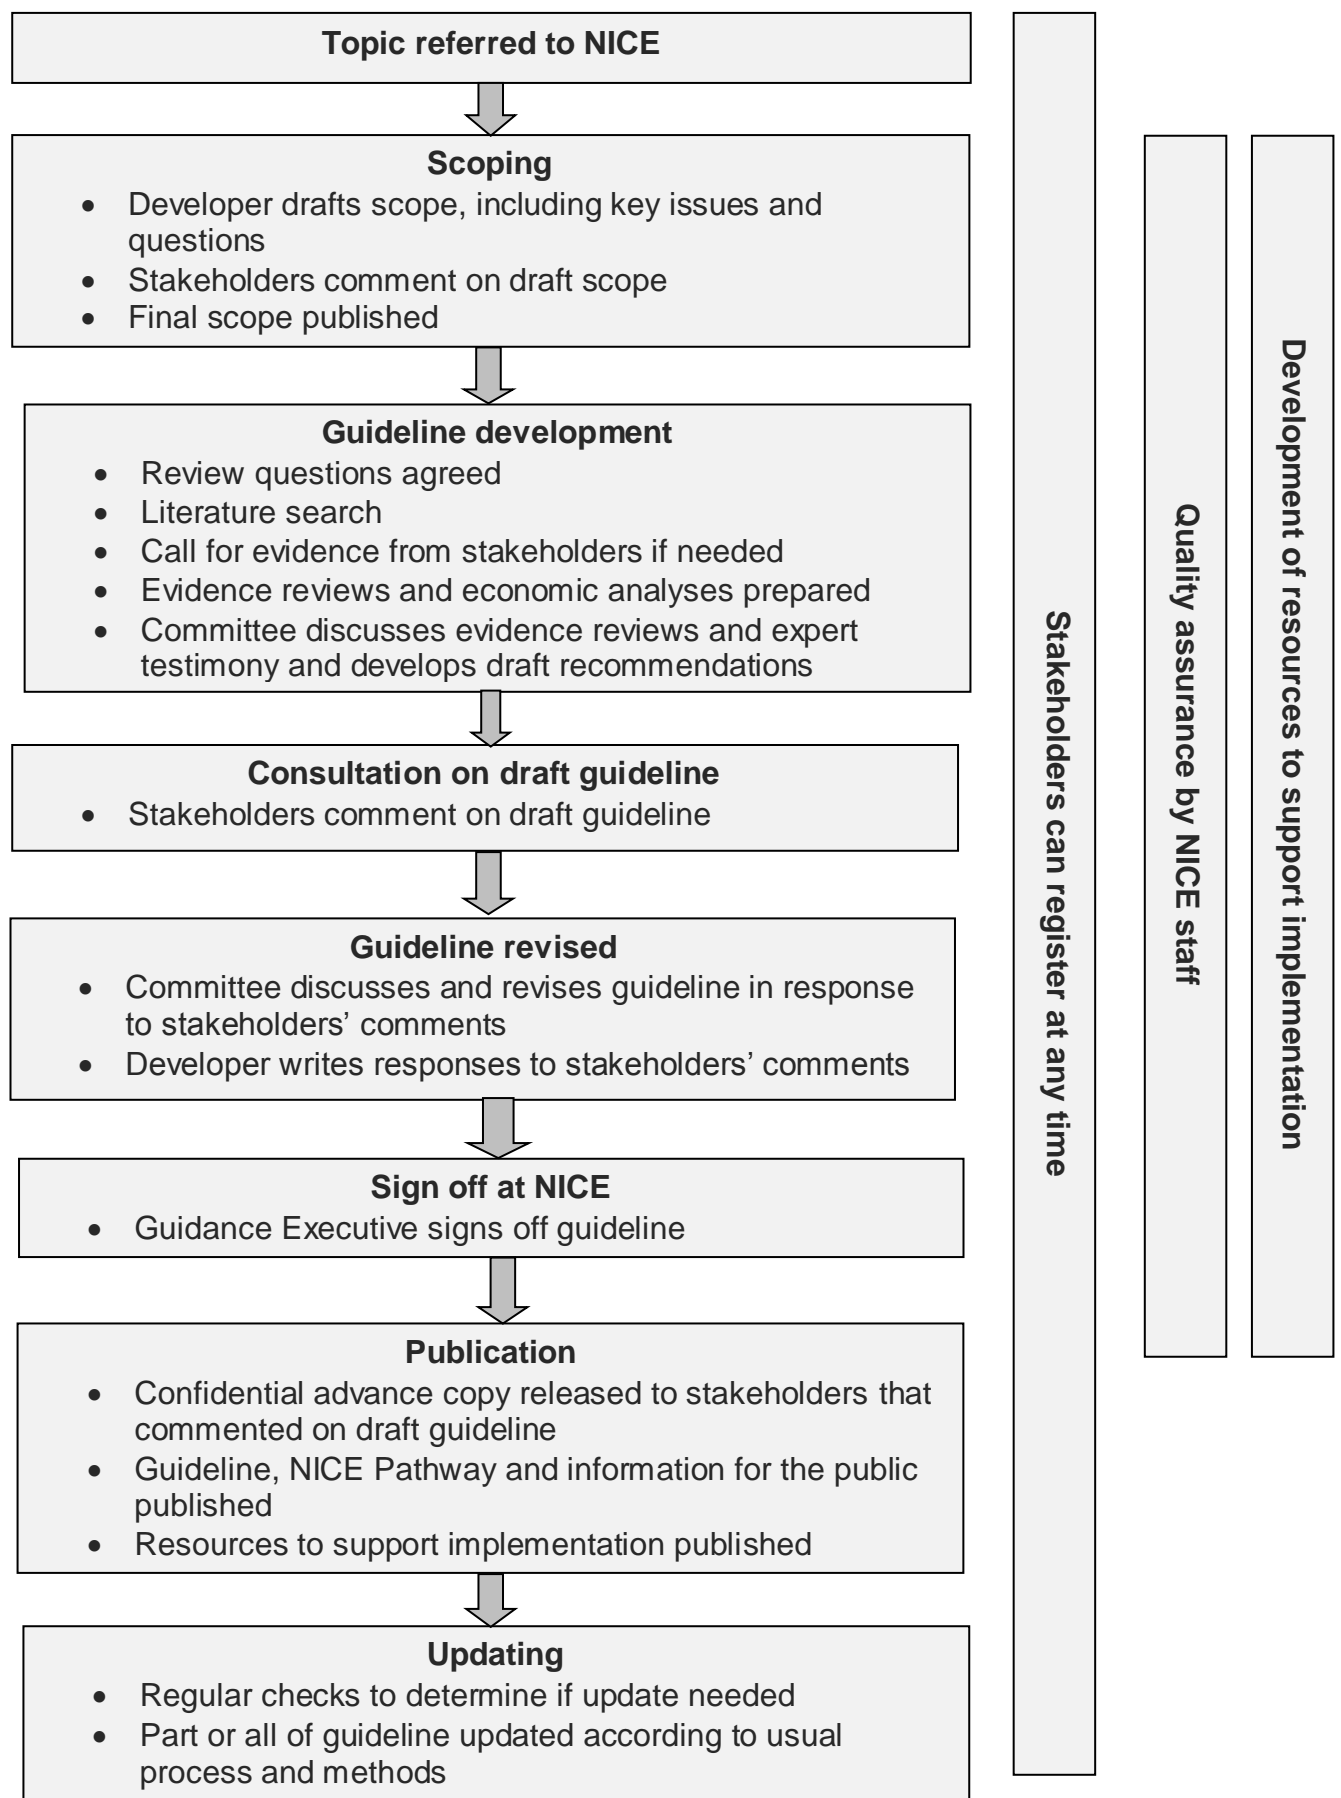 Topic referred to NICE
Scoping
• Developer drafts scope, including key issues and
questions
• Stakeholders comment on draft scope
• Final scope published
Guideline development
• Review questions agreed
• Literature search
• Call for evidence from stakeholders if needed
• Evidence reviews and economic analyses prepared
• Committee discusses evidence reviews and expert
testimony and develops draft recommendations
Consultation on draft guideline
• Stakeholders comment on draft guideline
Guideline revised
• Committee discusses and revises guideline in response
to stakeholders’ comments
• Developer writes responses to stakeholders’ comments
Sign off at NICE
• Guidance Executive signs off guideline
Publication
• Confidential advance copy released to stakeholders that
commented on draft guideline
• Guideline, NICE Pathway and information for the public
published
• Resources to support implementation published
Updating
• Regular checks to determine if update needed
• Part or all of guideline updated according to usual
process and methods
Stakeholders can register at any time
Quality assurance by NICE staff
Development of resources to support implementation